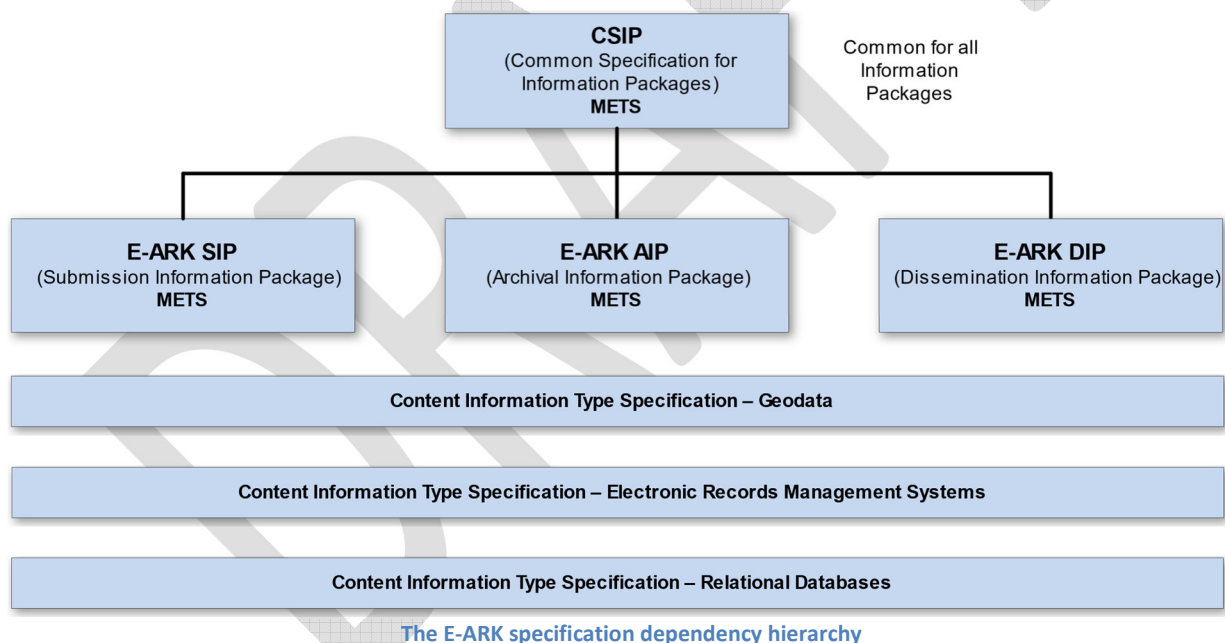 CSIP
(Common Specification for
Information Packages)
METS
Common for all
Information
Packages
E-ARK SIP
(Submission Information Package)
METS
E-ARK AIP
(Archival Information Package)
METS
E-ARK DIP
(Dissemination Information Package)
METS
Content Information Type Specification – Geodata
Content Information Type Specification – Electronic Records Management Systems
Content Information Type Specification – Relational Databases
The E-ARK specification dependency hierarchy